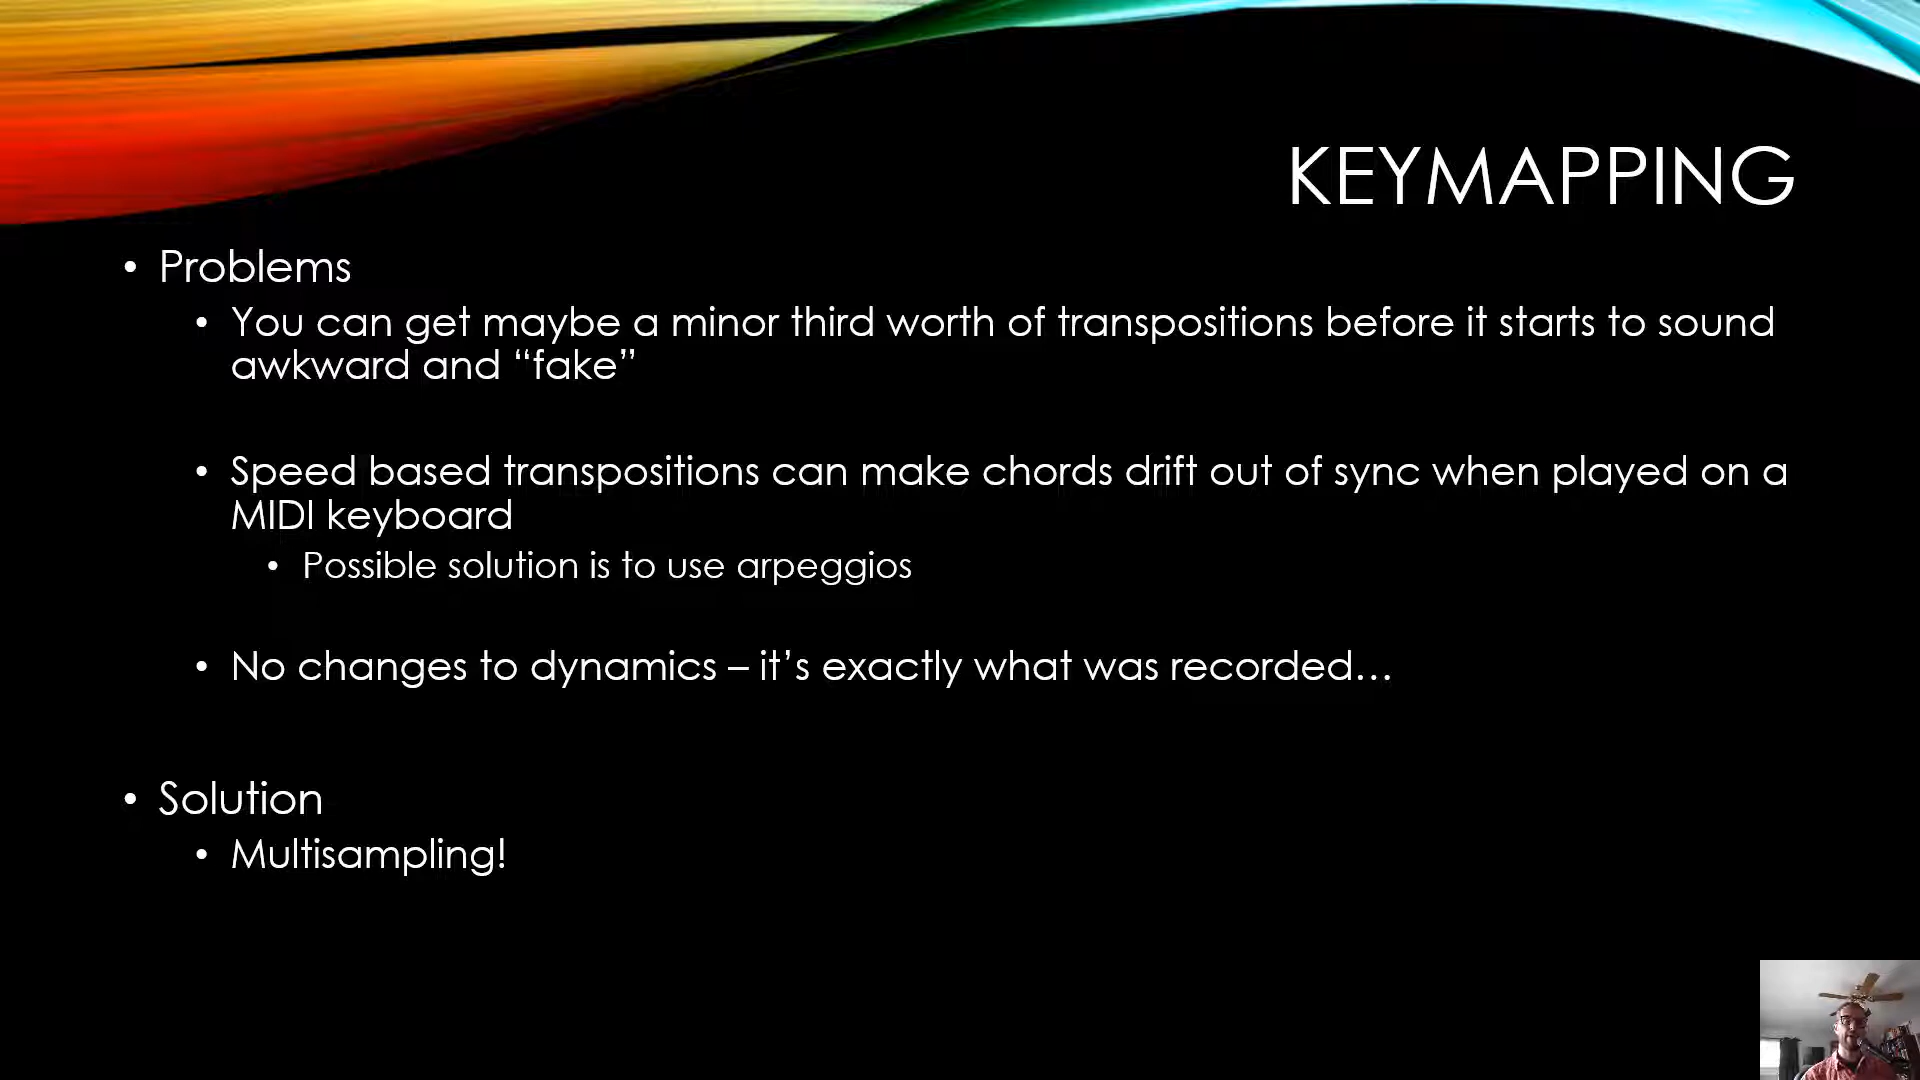 KEYMAPPING
• Problems
• You can get maybe a minor third worth of transpositions before it starts to sound
awkward and “fake”
• Speed based transpositions can make chords drift out of sync when played on a
MIDI keyboard
• Possible solution is to use arpeggios
• No changes to dynamics – it’s exactly what was recorded…
• Solution
• Multisampling!